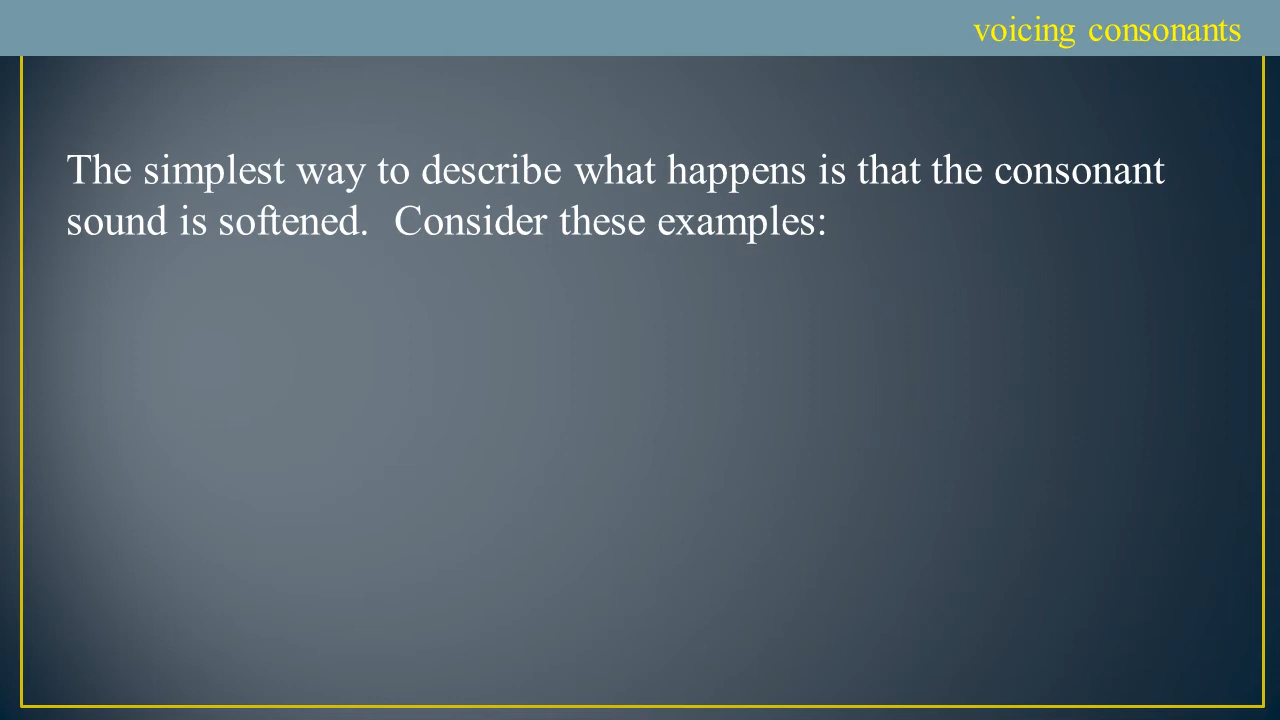 voicing consonants
The simplest way to describe what happens is that the consonant
sound is softened.  Consider these examples: